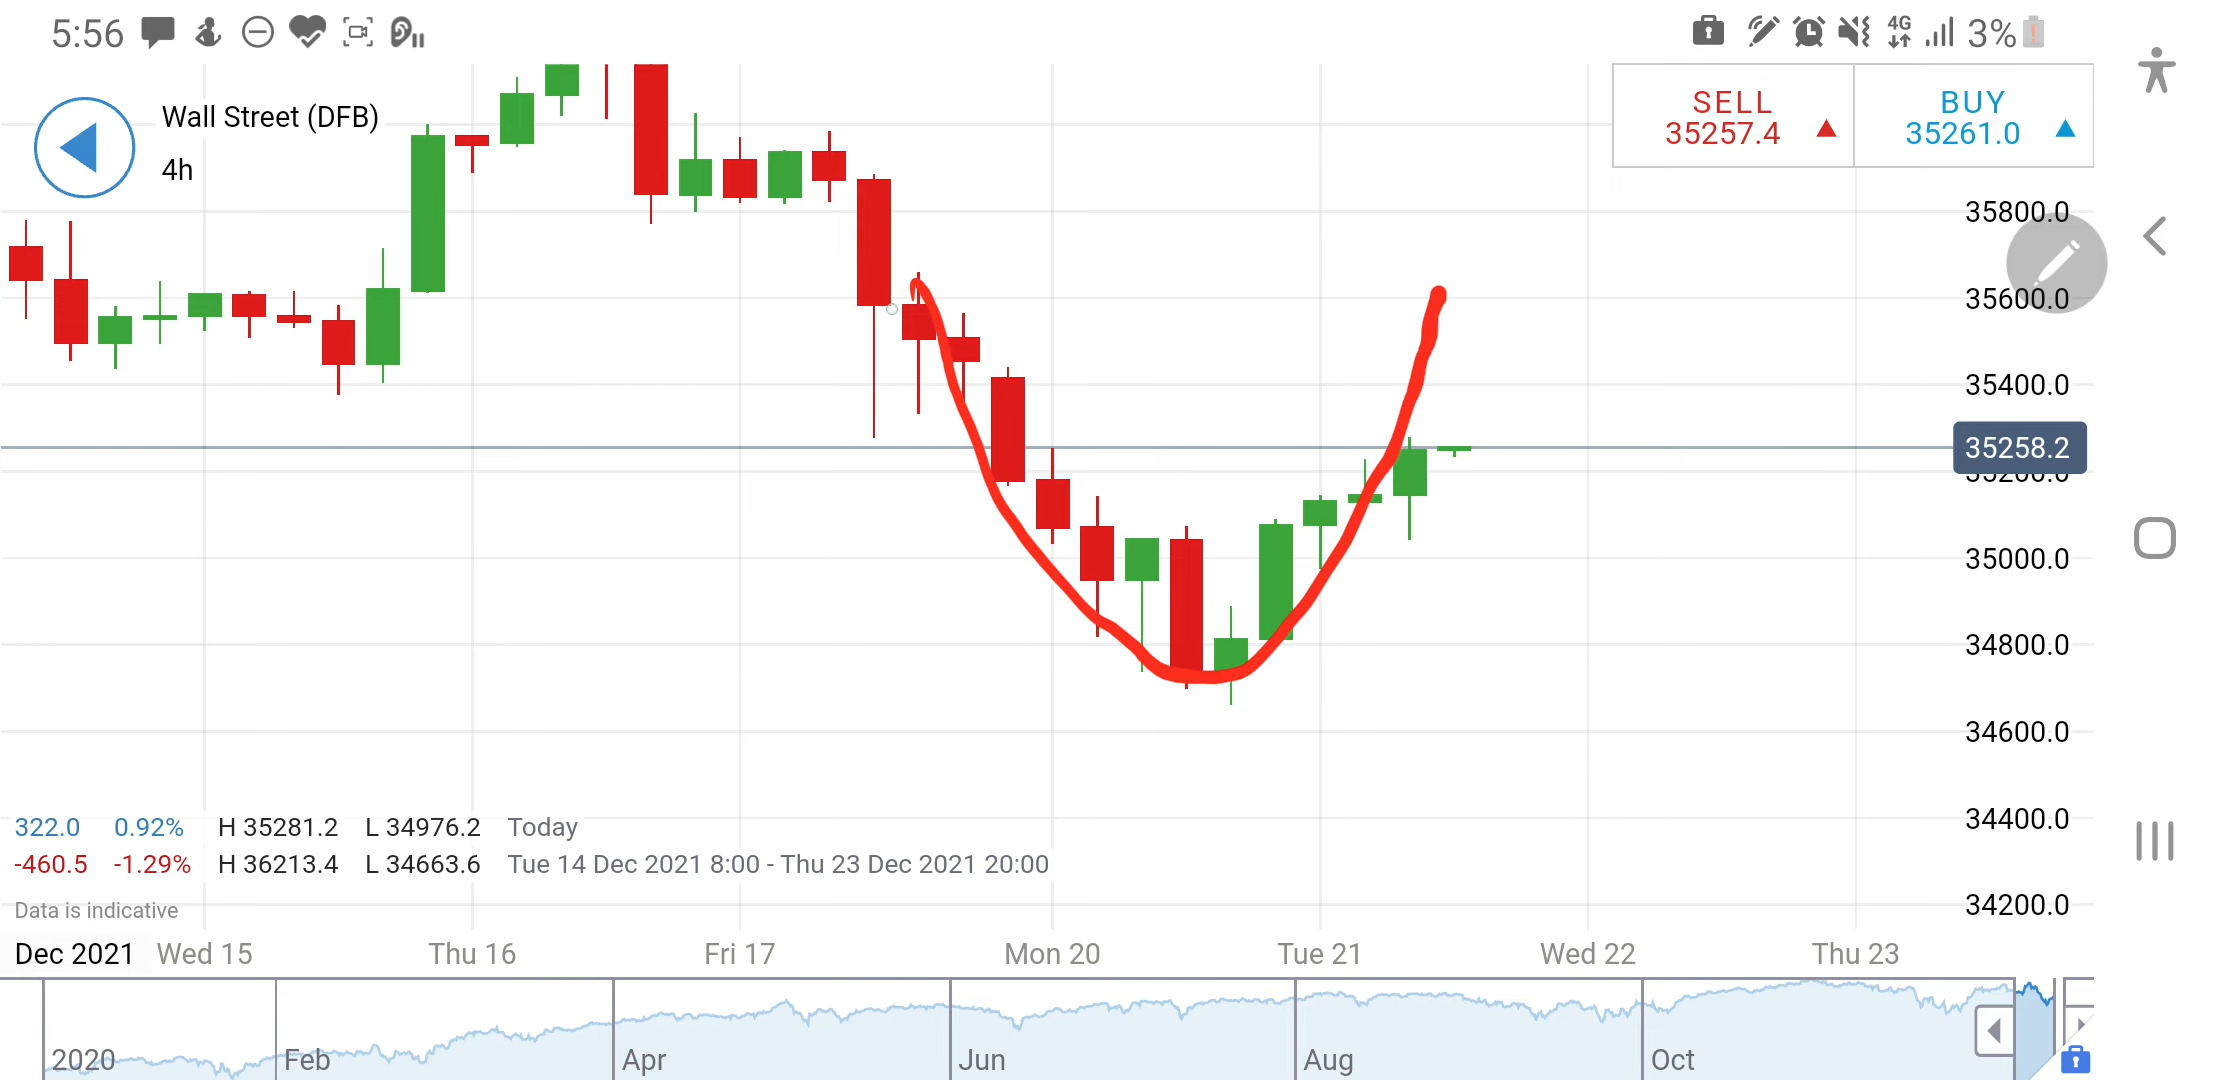 5:56
4G 3%
Wall Street (DFB)
4h
SELL BUY
35257.4 35261.0
35800.0
35600.0
35400.0
35258.2
35200.0
35000.0
34800.0
34600.0
34400.0
34200.0
322.0 0.92% H 35281.2 L 34976.2 Today
-460.5 -1.29% H 36213.4 L 34663.6 Tue 14 Dec 2021 8:00 - Thu 23 Dec 2021 20:00
Data is indicative
Dec 2021 Wed 15 Thu 16 Fri 17 Mon 20 Tue 21 Wed 22 Thu 23
2020 Feb Apr Jun Aug Oct